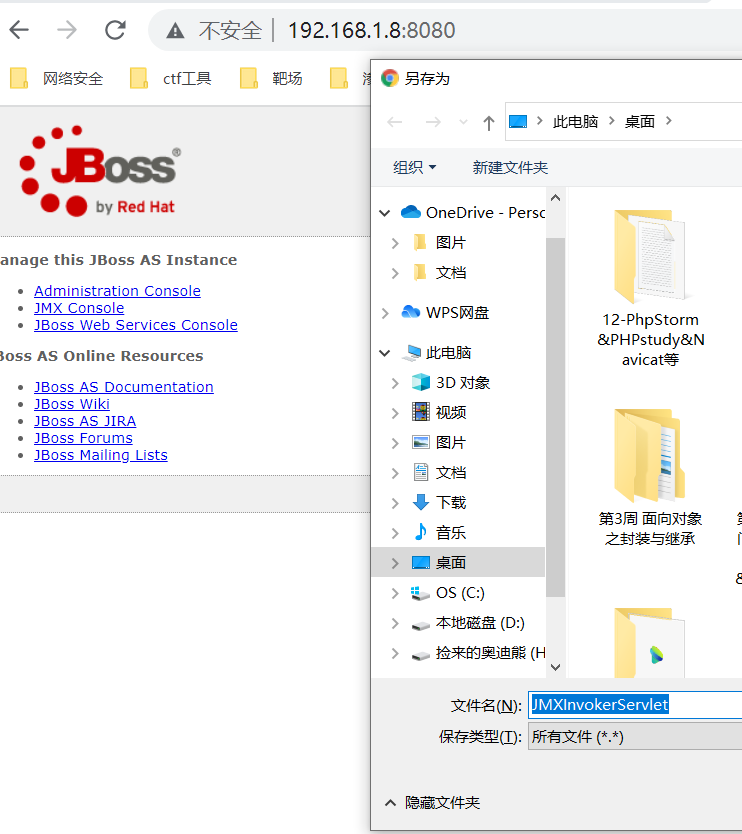 不安全 192.168.1.8:8080
网络安全
ctf工具
靶场
JBoss®
by Red Hat
anage this JBoss AS Instance
Administration Console
JMX Console
JBoss Web Services Console
Boss AS Online Resources
JBoss AS Documentation
JBoss Wiki
JBoss AS JIRA
JBoss Forums
JBoss Mailing Lists
另存为
此电脑
桌面
组织
新建文件夹
OneDrive - Perso
图片
文档
WPS网盘
此电脑
3D 对象
视频
图片
文档
下载
音乐
桌面
OS (C:)
本地磁盘 (D:)
捡来的奥迪熊 (H
12-PhpStorm
&PHPstudy&N
avicat等
第3周 面向对象
之封装与继承
文件名(N):
JMXInvokerServlet
保存类型(T):
所有文件 (*.*)
隐藏文件夹